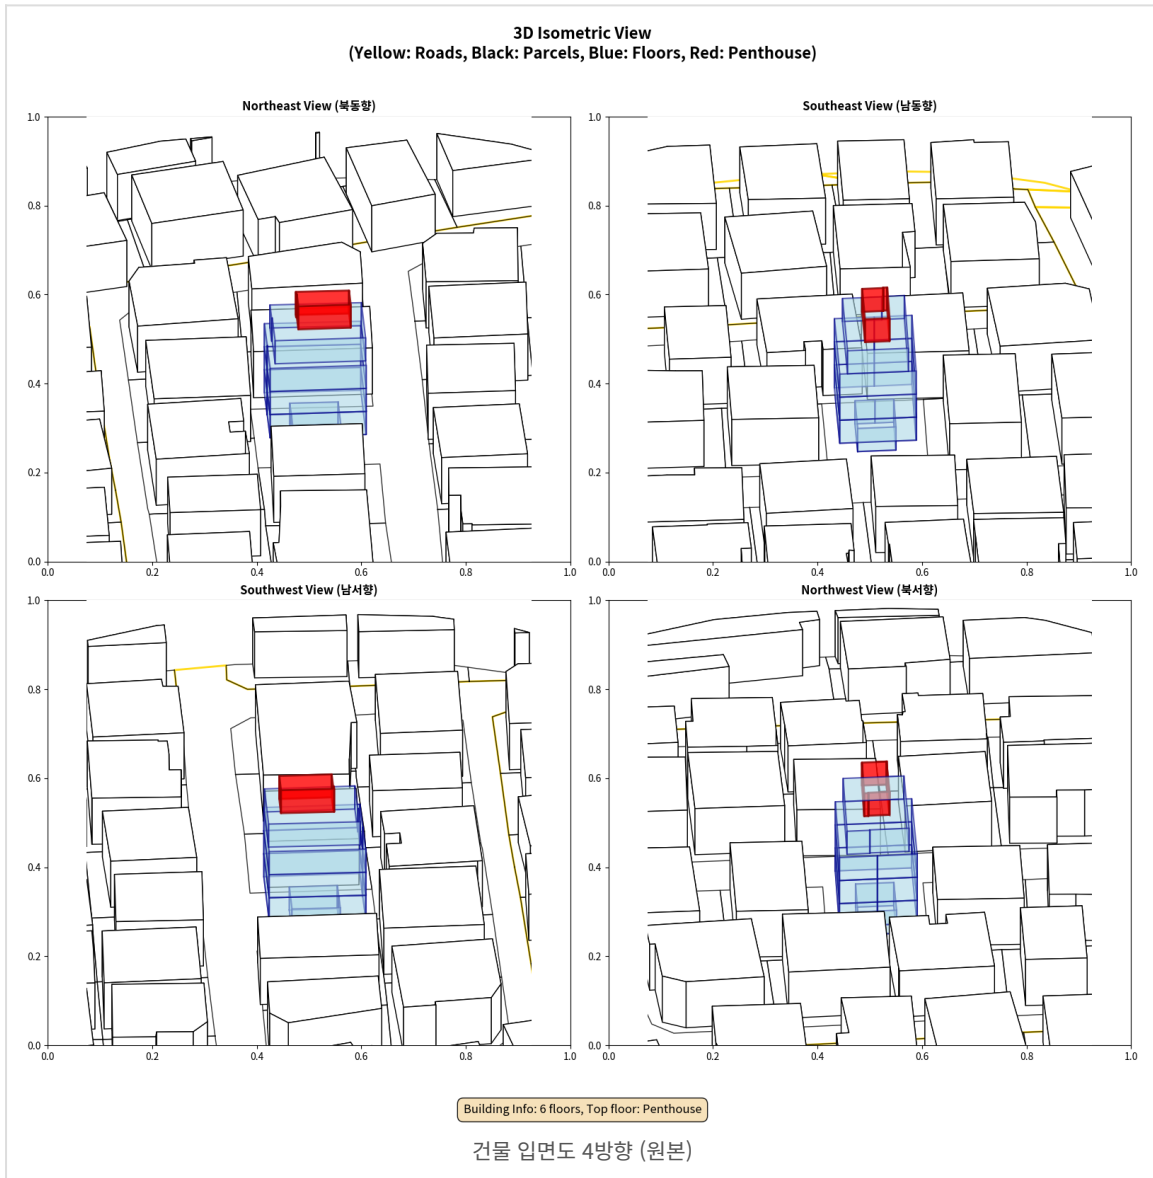 3D Isometric View
(Yellow: Roads, Black: Parcels, Blue: Floors, Red: Penthouse)
Northeast View (북동향)
1.0
0.8
0.6
0.4
0.2
0.0
0.0 0.2 0.4 0.6 0.8 1.0
Southeast View (남동향)
1.0
0.8
0.6
0.4
0.2
0.0
0.0 0.2 0.4 0.6 0.8 1.0
Southwest View (남서향)
1.0
0.8
0.6
0.4
0.2
0.0
0.0 0.2 0.4 0.6 0.8 1.0
Northwest View (북서향)
1.0
0.8
0.6
0.4
0.2
0.0
0.0 0.2 0.4 0.6 0.8 1.0
Building Info: 6 floors, Top floor: Penthouse
건물 입면도 4방향 (원본)